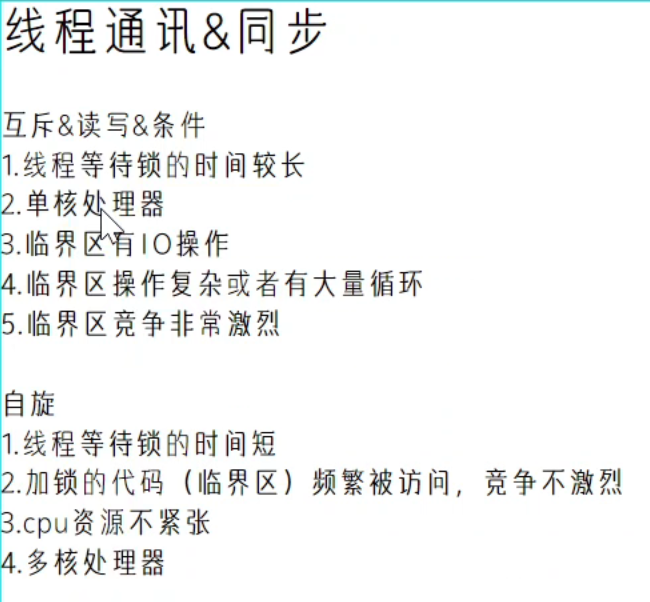 线程通讯&同步
互斥&读写&条件
1.线程等待锁的时间较长
2.单核处理器
3.临界区有IO操作
4.临界区操作复杂或者有大量循环
5.临界区竞争非常激烈
自旋
1.线程等待锁的时间短
2.加锁的代码（临界区）频繁被访问，竞争不激烈
3.cpu资源不紧张
4.多核处理器